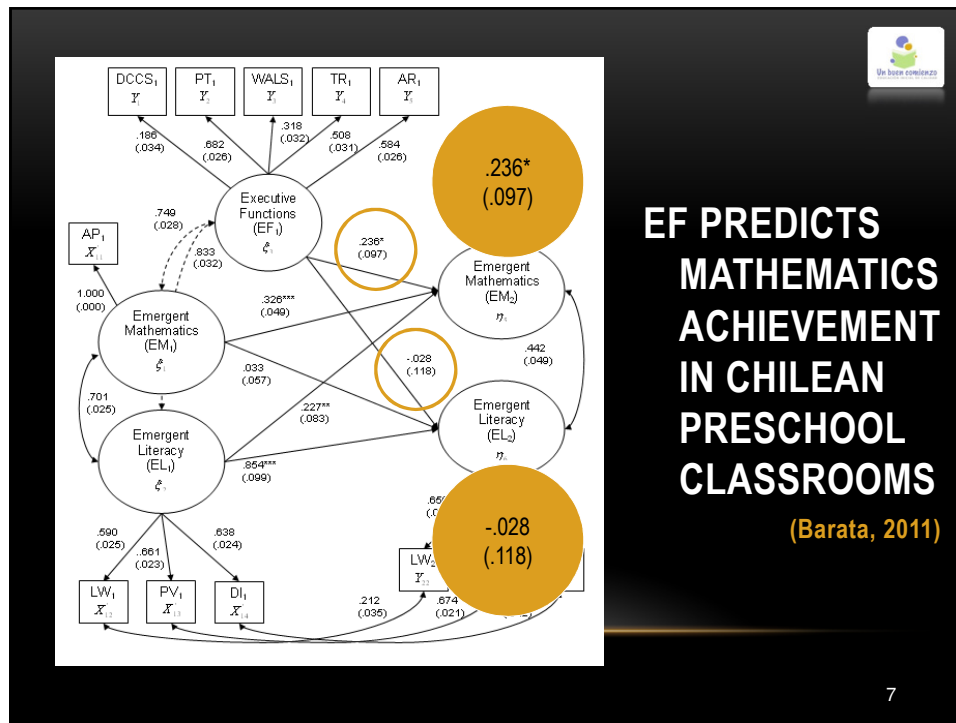 Un buen comienzo
DCCS₁
Y₁
PT₁
Y₂
WALS₁
Y₃
TR₁
Y₄
AR₁
Y₅
.186
(.034)
.682
(.026)
.318
(.032)
.508
(.031)
.584
(.026)
.236*
(.097)
Executive
Functions
(EF₁)
.749
(.028)
.833
(.032)
AP₁
X₁₁
1.000
(.000)
.236*
(.097)
Emergent
Mathematics
(EM₂)
.326***
(.049)
Emergent
Mathematics
(EM₁)
-.028
(.118)
.442
(.049)
.033
(.057)
.701
(.025)
.227**
(.083)
Emergent
Literacy
(EL₂)
Emergent
Literacy
(EL₁)
.854***
(.099)
.590
(.025)
..661
(.023)
.638
(.024)
-.028
(.118)
LW₁
X₁₂
PV₁
X₁₃
DI₁
X₁₄
LW₂
Y₂₂
.212
(.035)
.674
(.021)
EF PREDICTS
MATHEMATICS
ACHIEVEMENT
IN CHILEAN
PRESCHOOL
CLASSROOMS
(Barata, 2011)
7